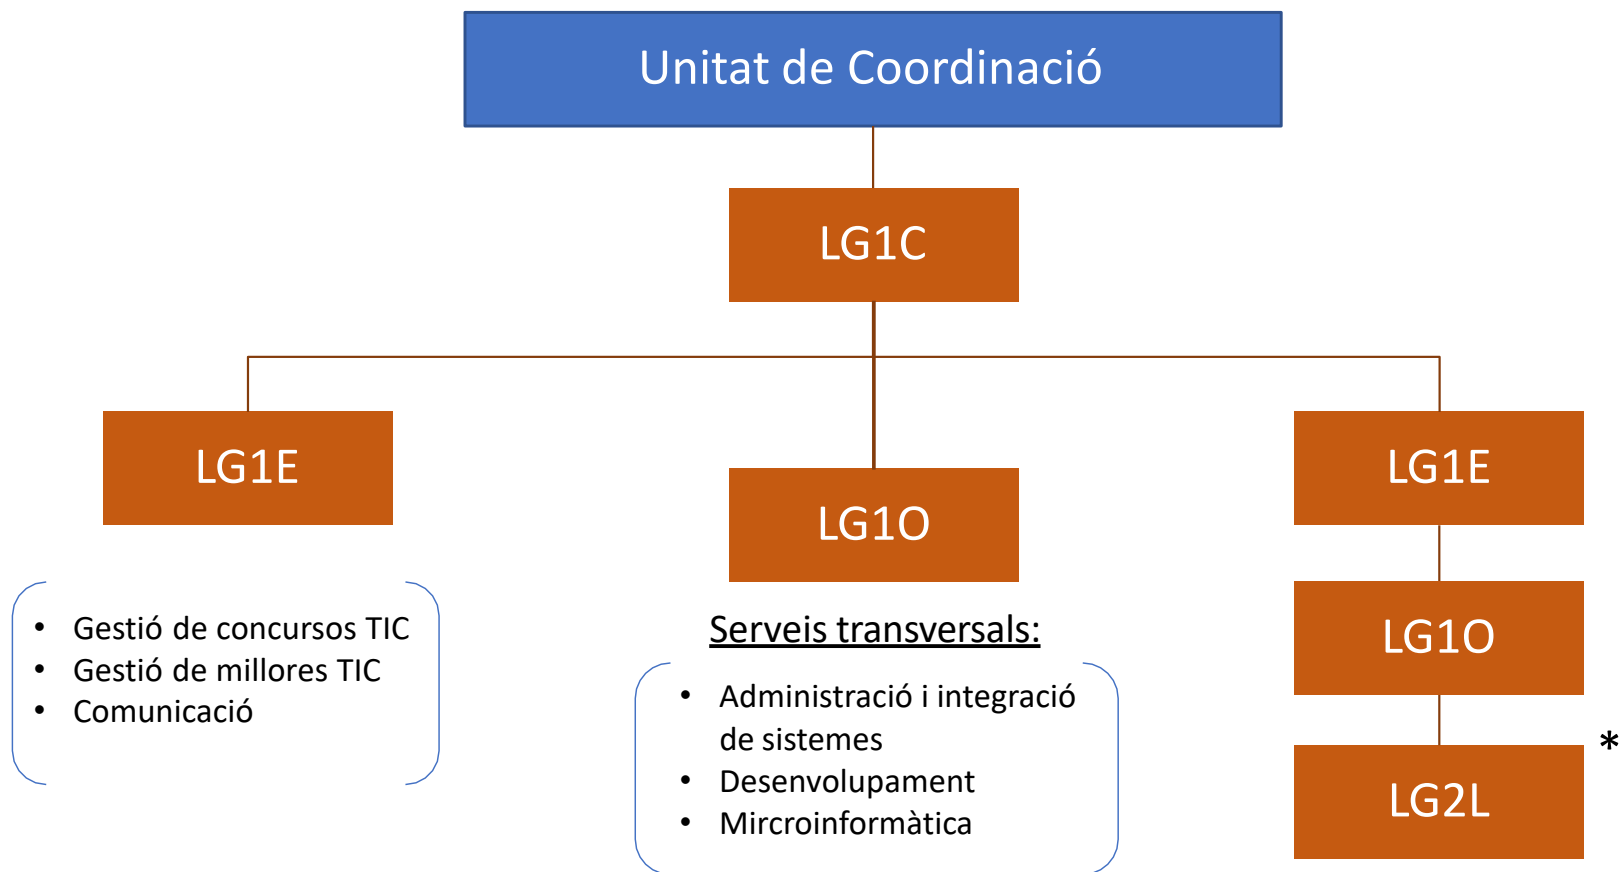 Unitat de Coordinació
LG1C
LG1E
LG1O
LG1E
LG1O
LG2L
*
• Gestió de concursos TIC
• Gestió de millores TIC
• Comunicació
Serveis transversals:
• Administració i integració
de sistemes
• Desenvolupament
• Mircroinformàtica